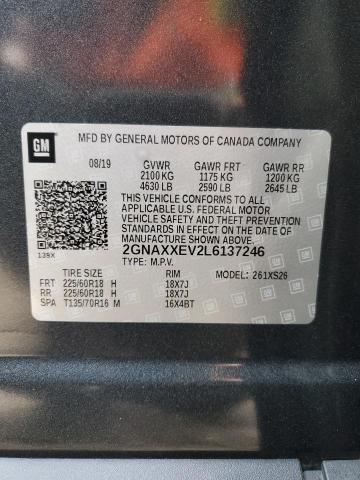 GM
MFD BY GENERAL MOTORS OF CANADA COMPANY
08/19 GVWR GAWR FRT GAWR RR
2100 KG 1175 KG 1200 KG
4630 LB 2590 LB 2645 LB
THIS VEHICLE CONFORMS TO ALL
APPLICABLE U.S. FEDERAL MOTOR
VEHICLE SAFETY AND THEFT PREVENTION
STANDARDS IN EFFECT ON THE DATE OF
MANUFACTURE SHOWN ABOVE.
2GNAXXEV2L6137246
139X TYPE: M.P.V.
TIRE SIZE RIM MODEL: 261XS26
FRT 225/60R18 H 18X7J
RR 225/60R18 H 18X7J
SPA T135/70R16 M 16X4BT